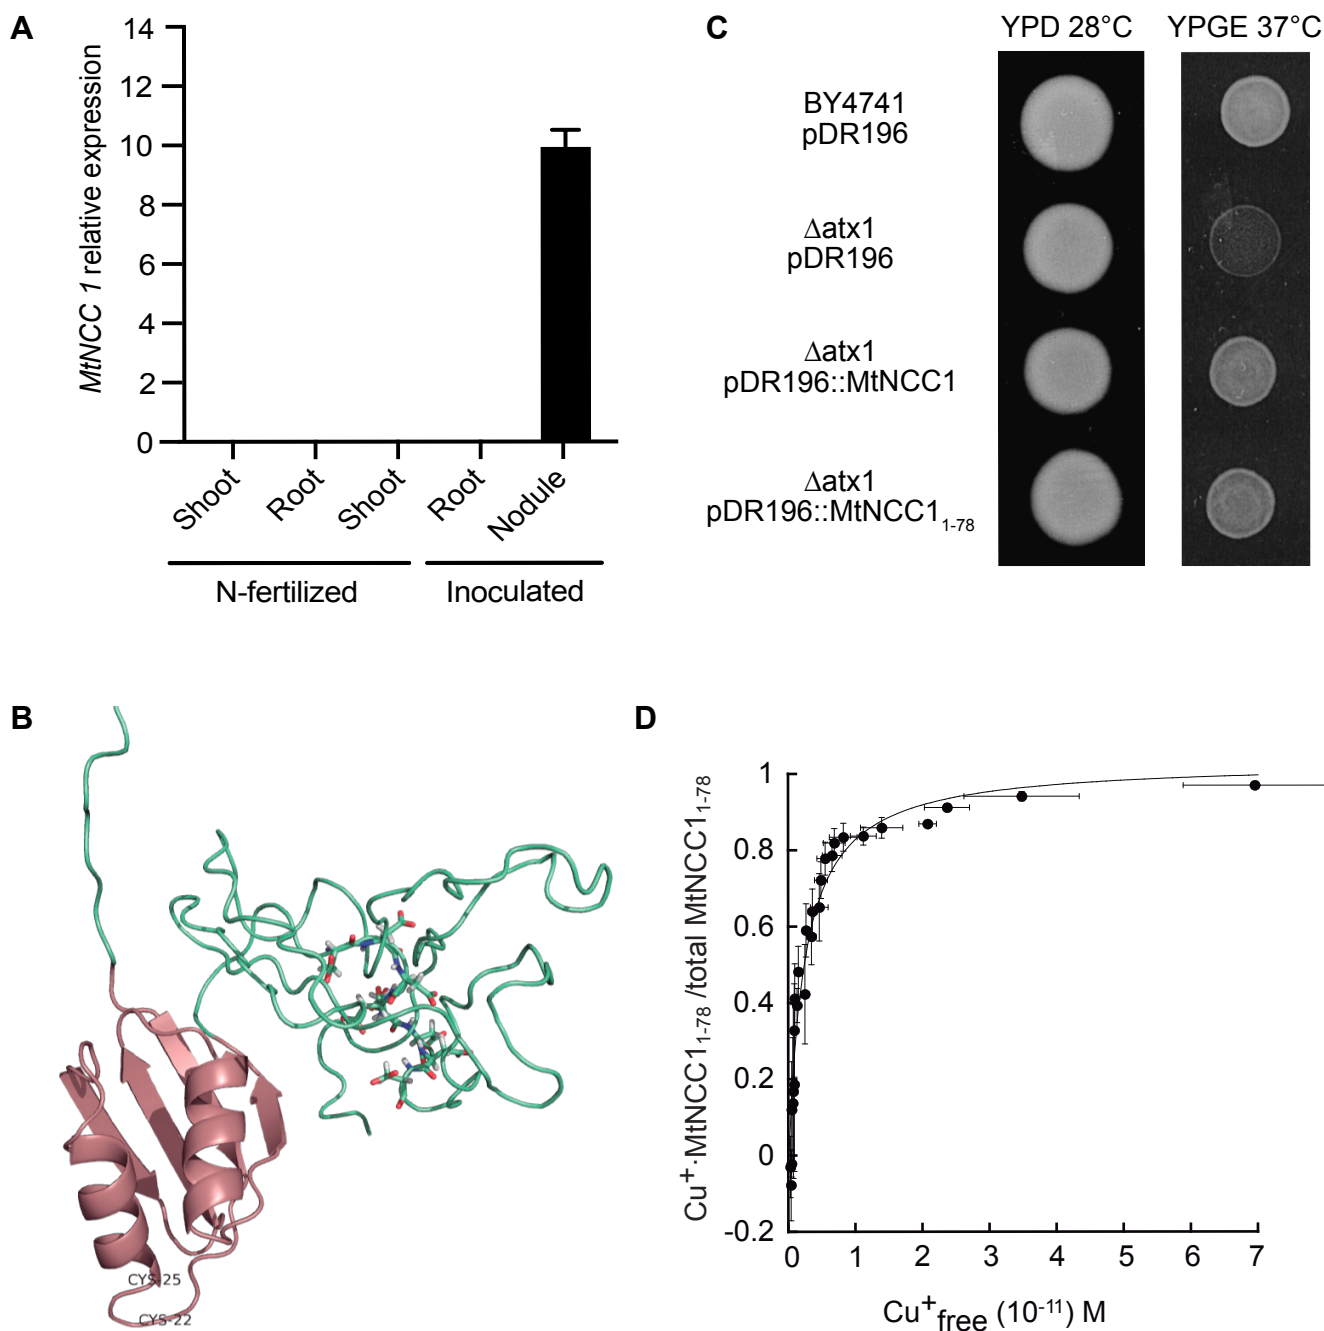 A
MtNCC 1 relative expression
14
12
10
8
6
4
2
0
Shoot
Root
Shoot
Root
Nodule
N-fertilized
Inoculated
C
YPD 28°C
YPGE 37°C
BY4741
pDR196
Δatx1
pDR196
Δatx1
pDR196::MtNCC1
Δatx1
pDR196::MtNCC1₁₋₇₈
B
CYS-25
CYS-22
D
Cu⁺·MtNCC1₁₋₇₈ /total MtNCC1₁₋₇₈
1
0.8
0.6
0.4
0.2
0
-0.2
0 1 2 3 4 5 6 7
Cu⁺free (10⁻¹¹) M